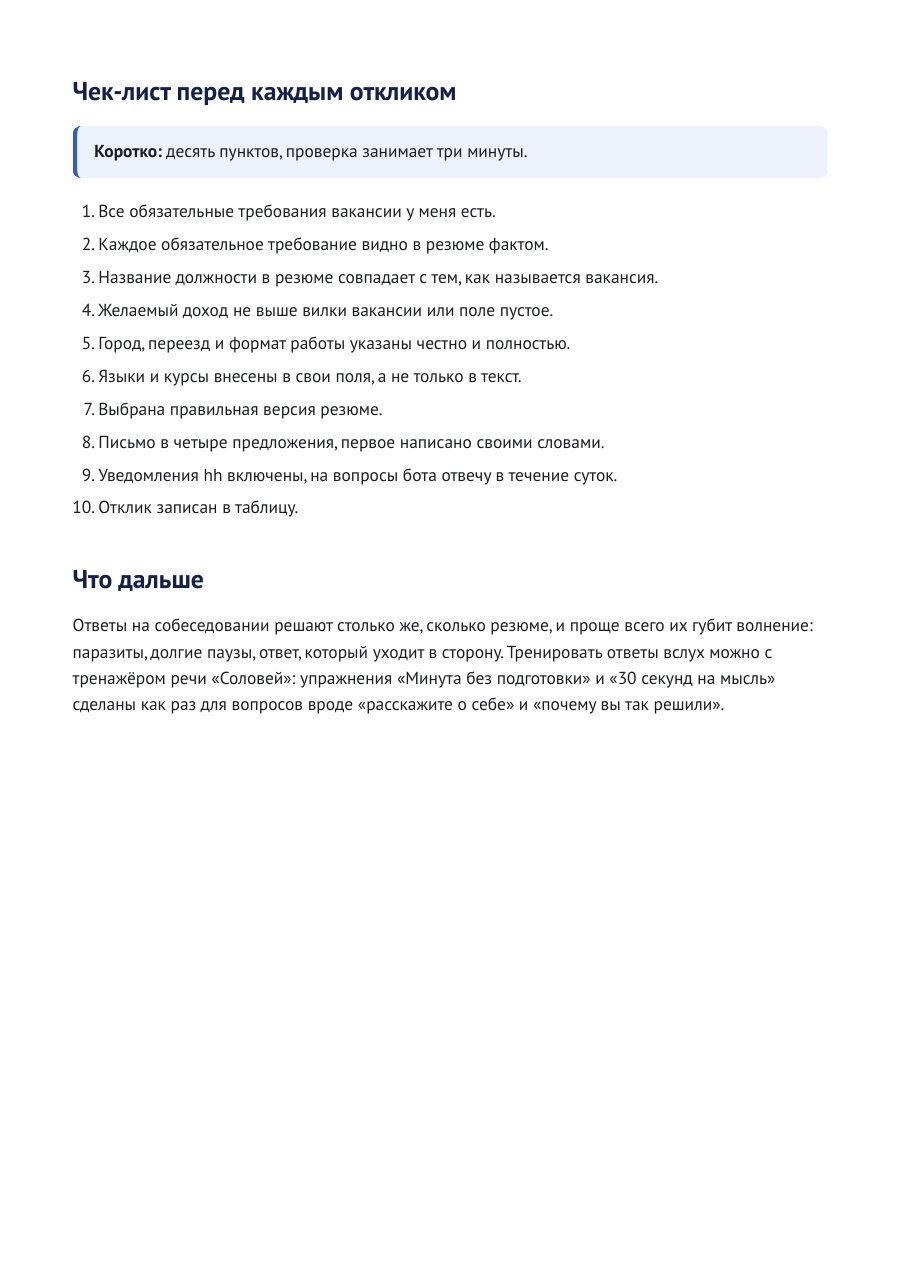 Чек-лист перед каждым откликом
Коротко: десять пунктов, проверка занимает три минуты.
1. Все обязательные требования вакансии у меня есть.
2. Каждое обязательное требование видно в резюме фактом.
3. Название должности в резюме совпадает с тем, как называется вакансия.
4. Желаемый доход не выше вилки вакансии или поле пустое.
5. Город, переезд и формат работы указаны честно и полностью.
6. Языки и курсы внесены в свои поля, а не только в текст.
7. Выбрана правильная версия резюме.
8. Письмо в четыре предложения, первое написано своими словами.
9. Уведомления hh включены, на вопросы бота отвечу в течение суток.
10. Отклик записан в таблицу.
Что дальше
Ответы на собеседовании решают столько же, сколько резюме, и проще всего их губит волнение:
паразиты, долгие паузы, ответ, который уходит в сторону. Тренировать ответы вслух можно с
тренажёром речи «Соловей»: упражнения «Минута без подготовки» и «30 секунд на мысль»
сделаны как раз для вопросов вроде «расскажите о себе» и «почему вы так решили».